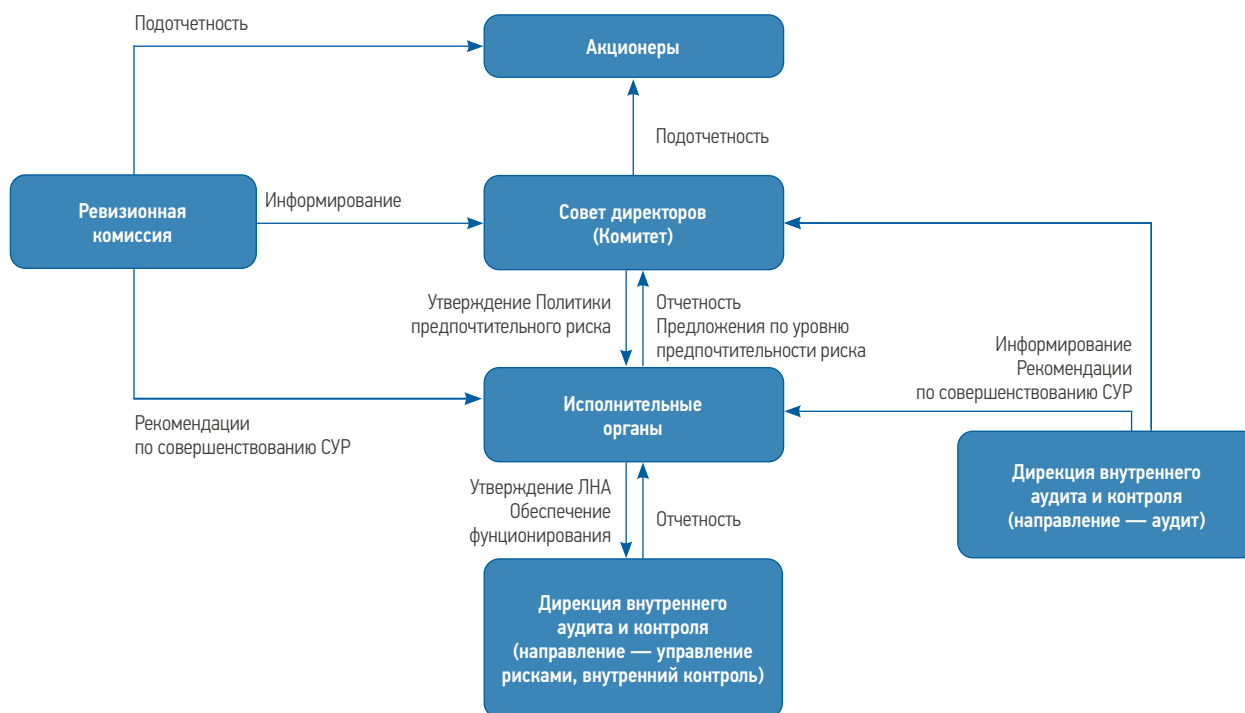 Подотчетность
Акционеры
Подотчетность
Ревизионная
комиссия
Информирование
Совет директоров
(Комитет)
Утверждение Политики
предпочтительного риска
Отчетность
Предложения по уровню
предпочтительности риска
Информирование
Рекомендации
по совершенствованию СУР
Исполнительные
органы
Рекомендации
по совершенствованию СУР
Дирекция внутреннего
аудита и контроля
(направление — аудит)
Утверждение ЛНА
Обеспечение
фунционирования
Отчетность
Дирекция внутреннего
аудита и контроля
(направление — управление
рисками, внутренний контроль)